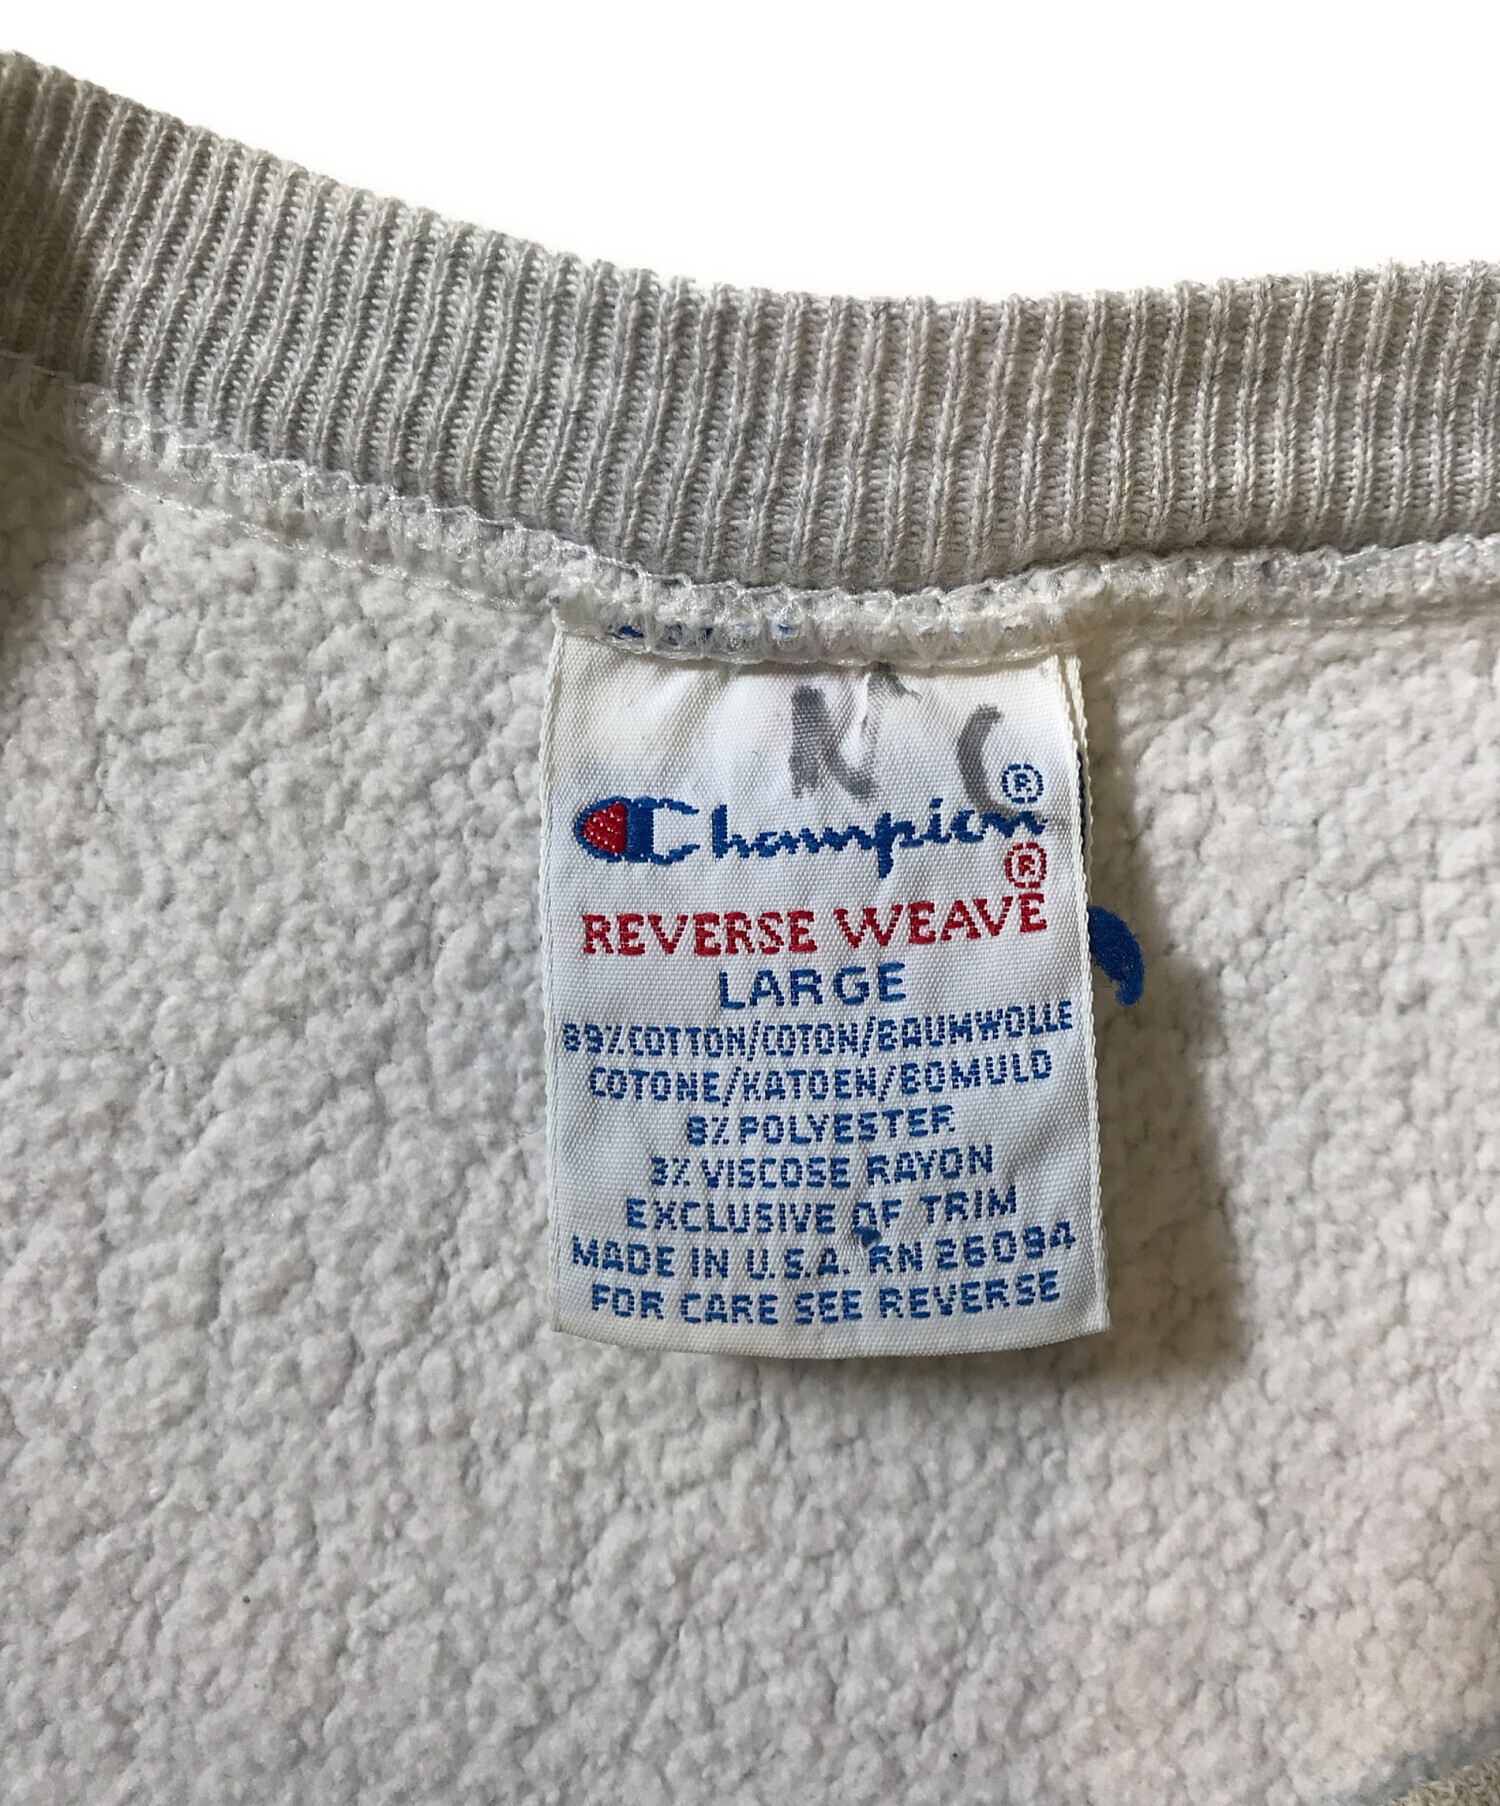 N C
Champion®
REVERSE WEAVE®
LARGE
89% COTTON/COTON/BAUMWOLLE
COTONE/KATOEN/BOMULD
8% POLYESTER
3% VISCOSE RAYON
EXCLUSIVE OF TRIM
MADE IN U.S.A. RN 26094
FOR CARE SEE REVERSE